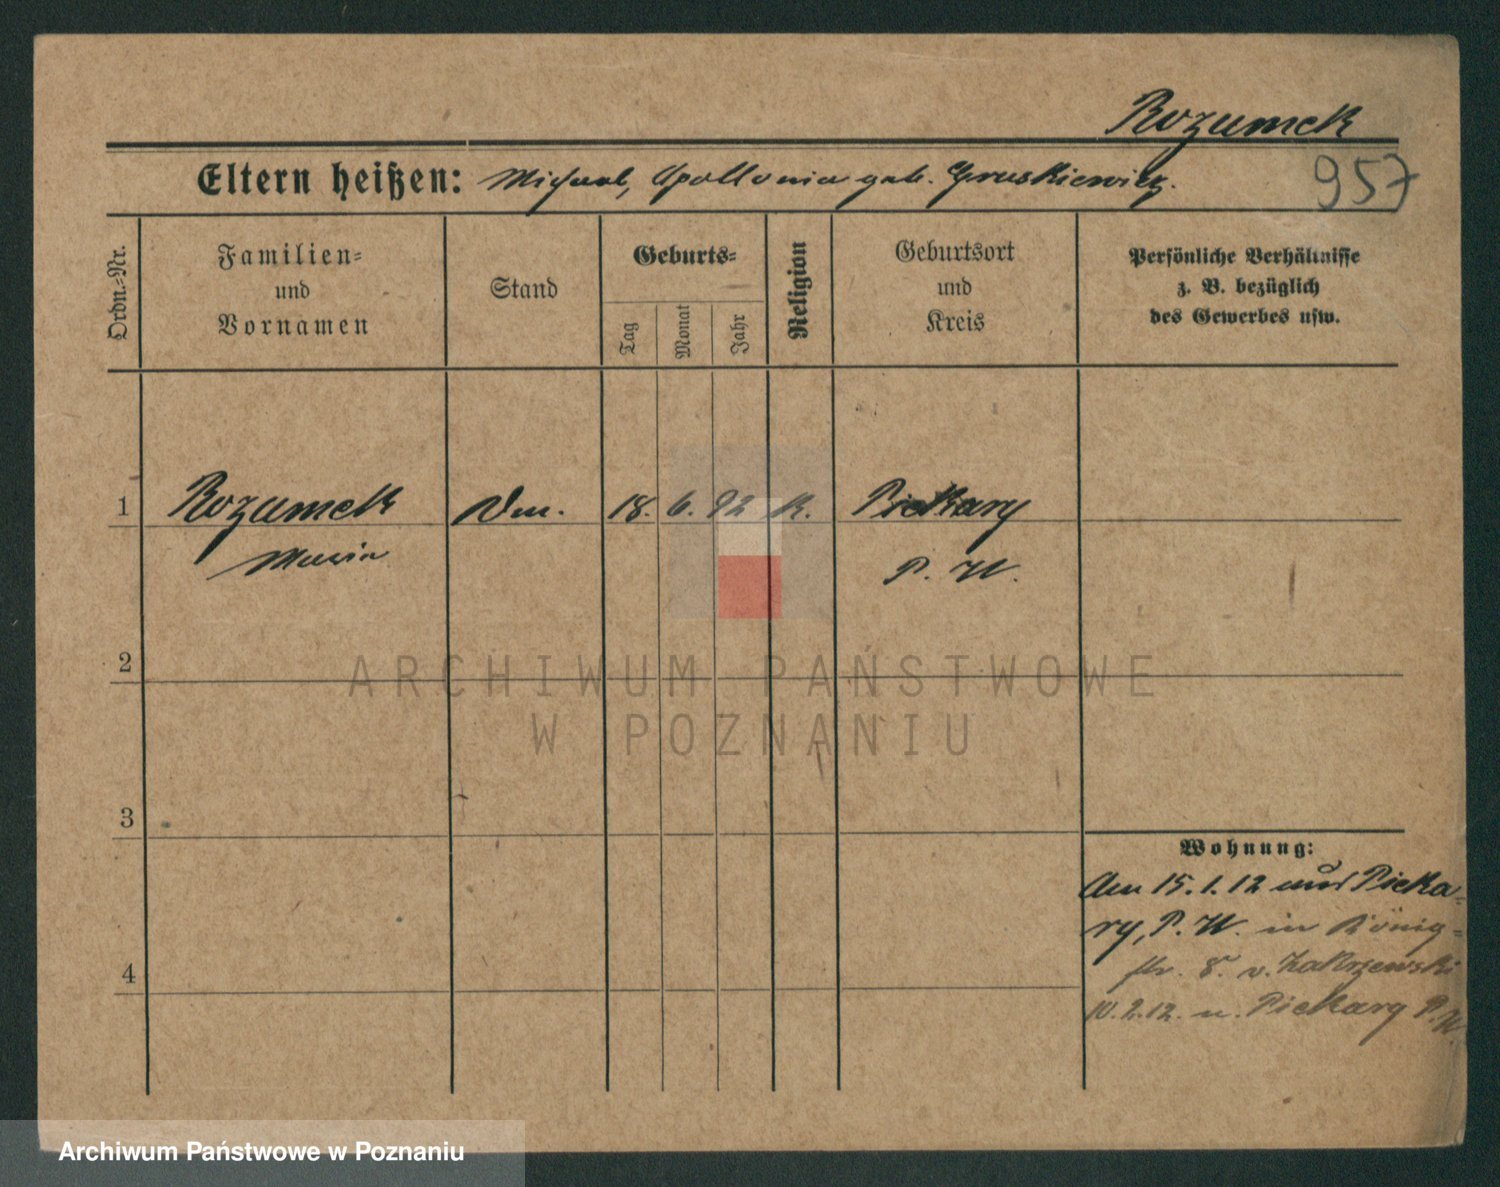 Rozumek
Eltern heißen: Michael, Apollonia geb. Gruskiewicz.
957
Ordn.-Nr.
Familien-
und
Vornamen
Stand
Geburts-
Tag
Monat
Jahr
Religion
Geburtsort
und
Kreis
Persönliche Verhältnisse
z. B. bezüglich
des Gewerbes usw.
1
Rozumek 18. 6. 92 k. Piekary
Maria P. W.
2
3
4
Wohnung:
Am 15.1.12 aus Pieka-
ry, P. W. in König-
str. 8. v. Zakrzewski
10.2.12. n. Piekary P. W.
ARCHIWUM PAŃSTWOWE
W POZNANIU
Archiwum Państwowe w Poznaniu